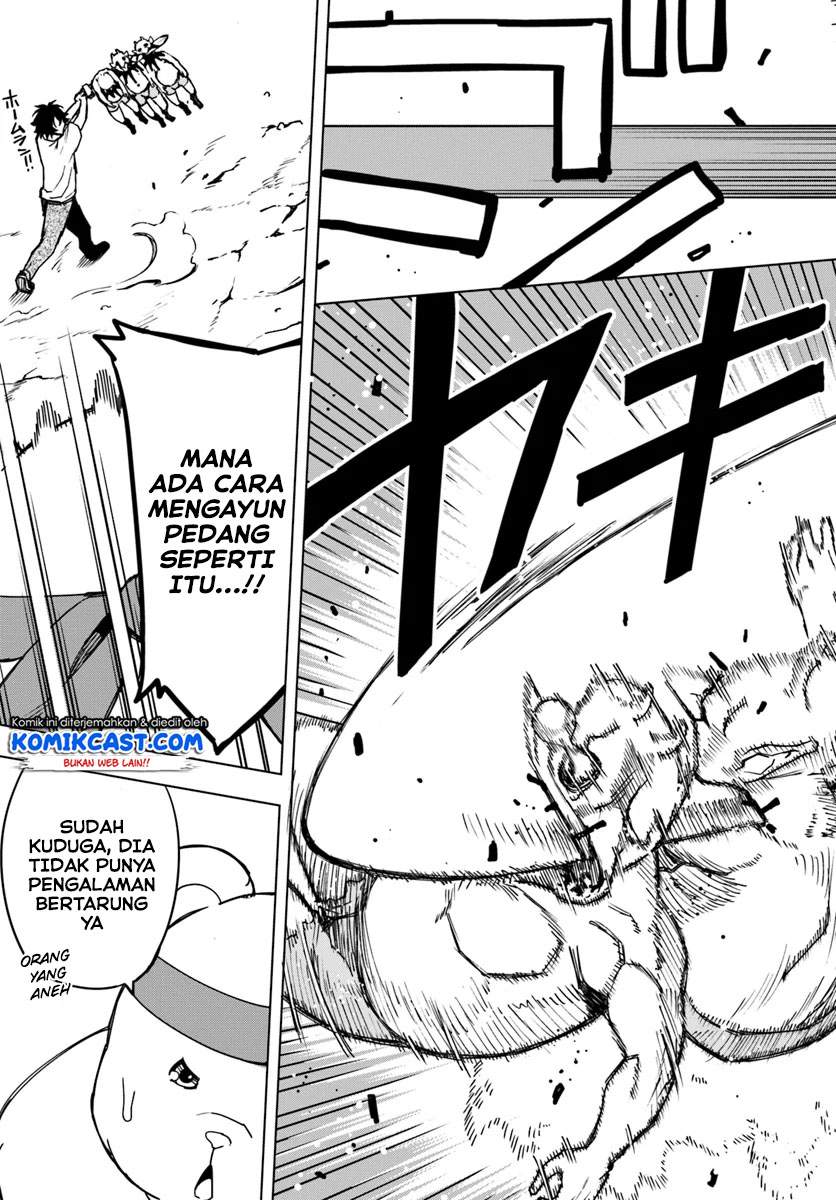 カキ
ホームラン!!
MANA
ADA CARA
MENGAYUN
PEDANG
SEPERTI
ITU...!!
Komik ini diterjemahkan & diedit oleh
KOMIKCAST.COM
BUKAN WEB LAIN!!
SUDAH
KUDUGA, DIA
TIDAK PUNYA
PENGALAMAN
BERTARUNG
YA
ORANG
YANG
ANEH